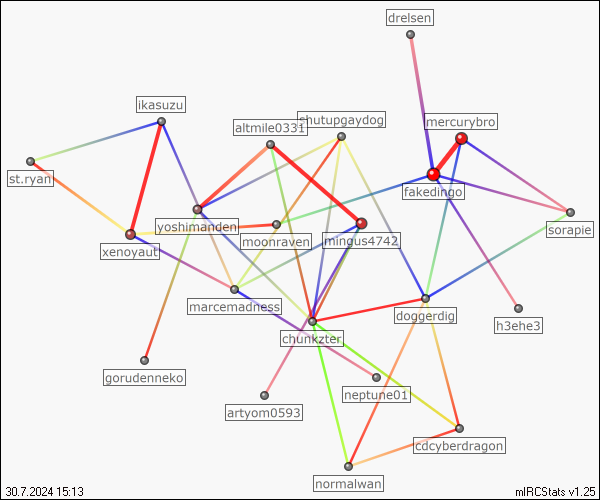 drelsen
ikasuzu
shutupgaydog
altmile0331
mercurybro
st.ryan
fakedingo
yoshimanden
moonraven
mingus4742
sorapie
xenoyaut
marcemadness
doggerdig
h3ehe3
chunkzter
gorudenneko
neptune01
artyom0593
cdcyberdragon
normalwan
30.7.2024 15:13
mIRCStats v1.25